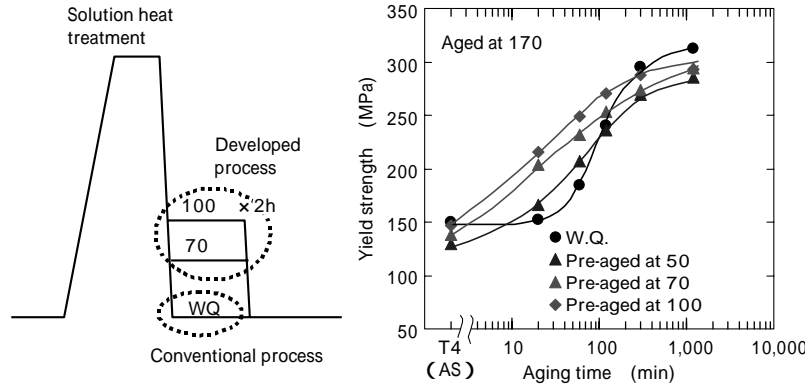 Solution heat
treatment
Developed
process
100 ×2h
70
WQ
Conventional process
Yield strength (MPa)
350
300
250
200
150
100
50
Aged at 170
W.Q.
Pre-aged at 50
Pre-aged at 70
Pre-aged at 100
T4
(AS)
10 100 1,000 10,000
Aging time (min)